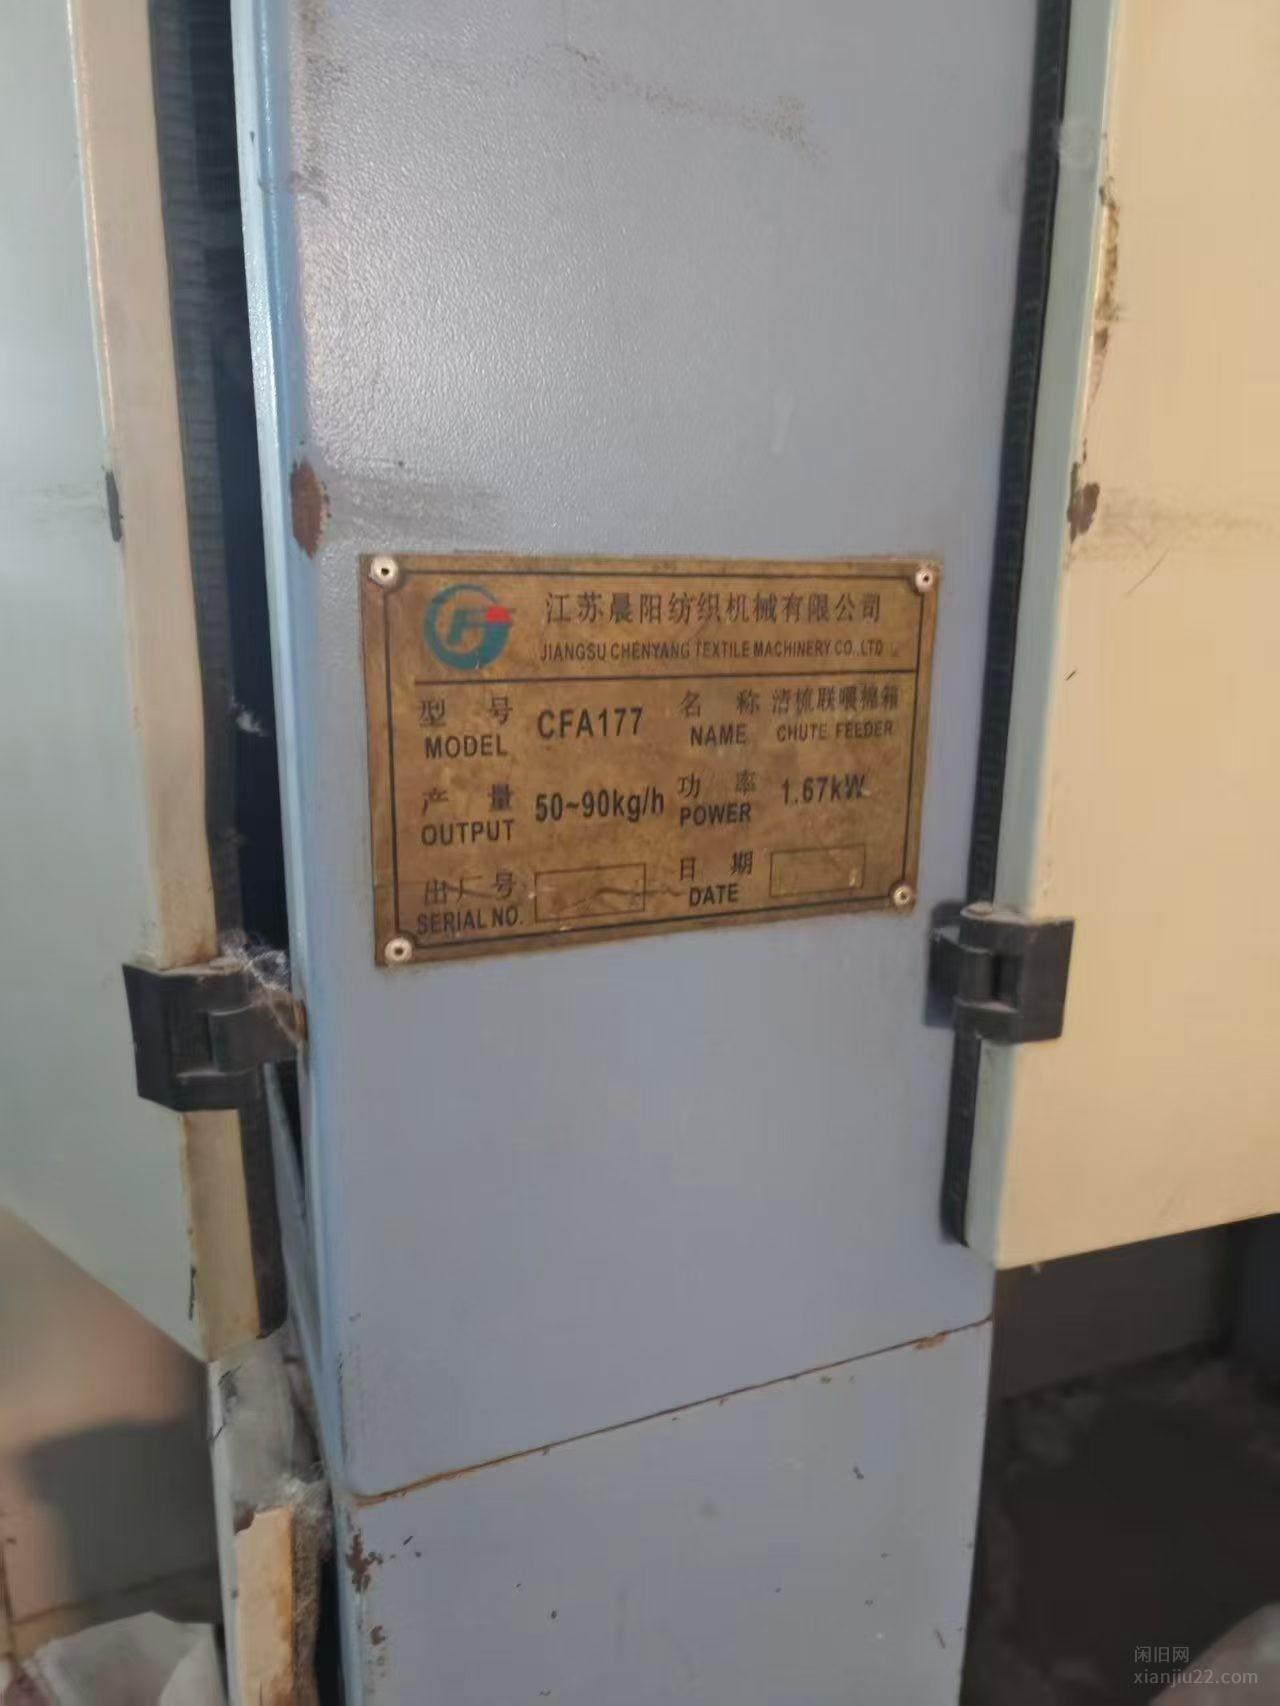 江苏晨阳纺织机械有限公司
JIANGSU CHENYANG TEXTILE MACHINERY CO.,LTD
型号 CFA177 名称 清梳联喂棉箱
MODEL NAME CHUTE FEEDER
产量 50~90kg/h 功率 1.67kW
OUTPUT POWER
出厂号 日期
SERIAL NO. DATE
闲旧网
xianjiu22.com